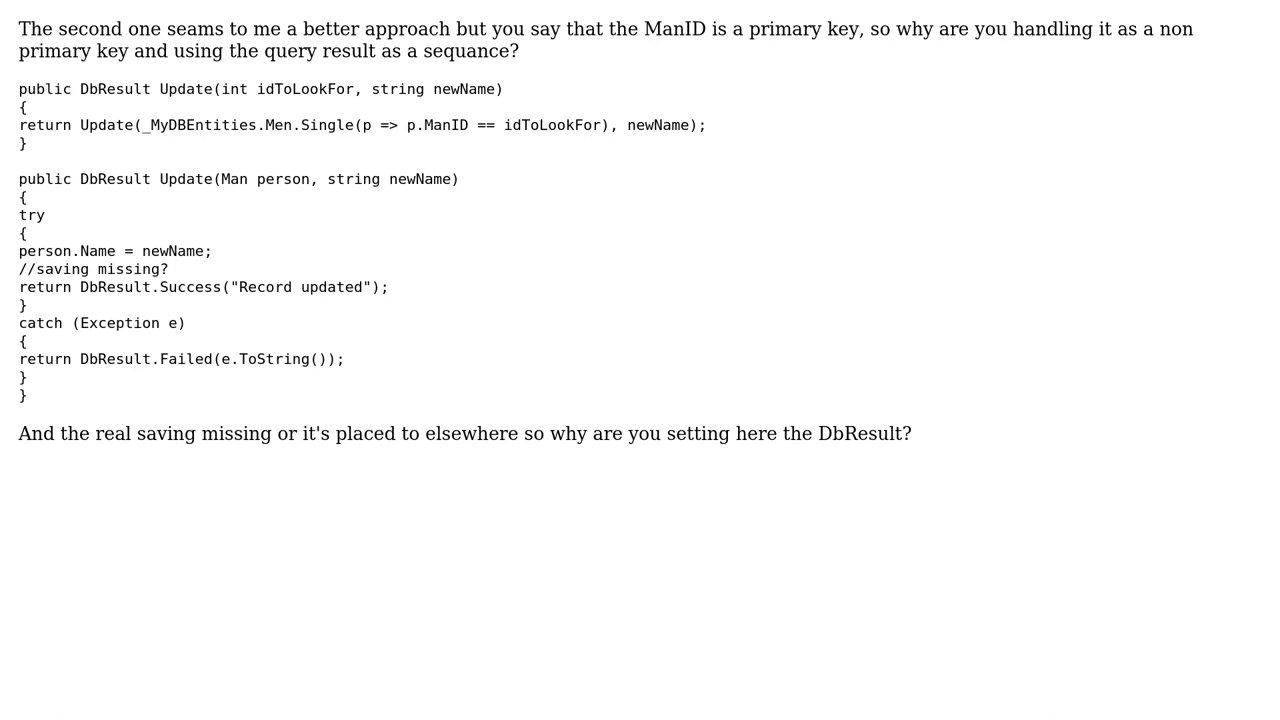 The second one seams to me a better approach but you say that the ManID is a primary key, so why are you handling it as a non
primary key and using the query result as a sequance?
public DbResult Update(int idToLookFor, string newName)
{
return Update(_MyDBEntities.Men.Single(p => p.ManID == idToLookFor), newName);
}
public DbResult Update(Man person, string newName)
{
try
{
person.Name = newName;
//saving missing?
return DbResult.Success("Record updated");
}
catch (Exception e)
{
return DbResult.Failed(e.ToString());
}
}
And the real saving missing or it's placed to elsewhere so why are you setting here the DbResult?